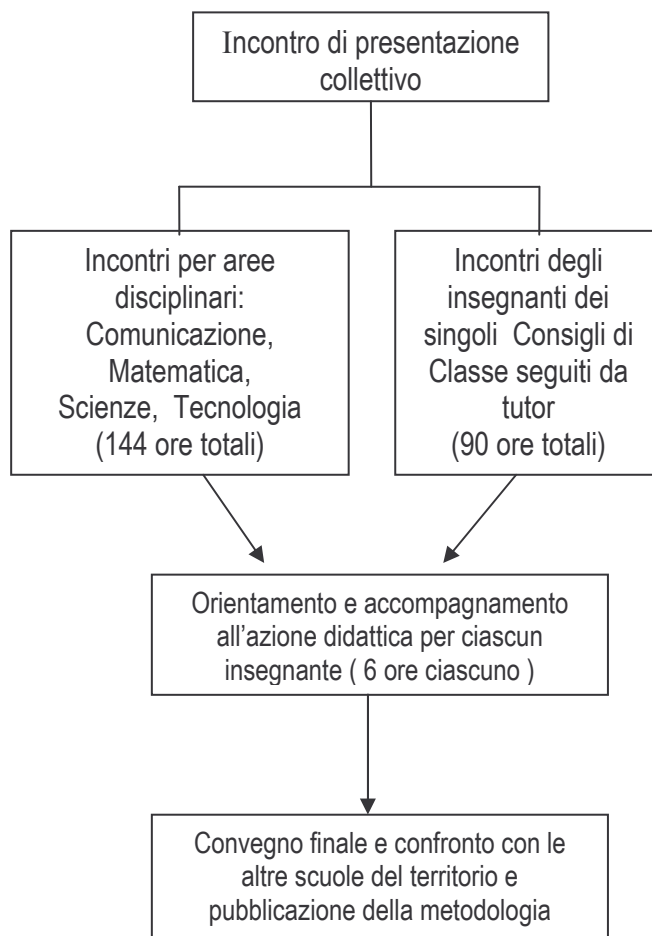 Incontro di presentazione
collettivo
Incontri per aree
disciplinari:
Comunicazione,
Matematica,
Scienze, Tecnologia
(144 ore totali)
Incontri degli
insegnanti dei
singoli Consigli di
Classe seguiti da
tutor
(90 ore totali)
Orientamento e accompagnamento
all’azione didattica per ciascun
insegnante ( 6 ore ciascuno )
Convegno finale e confronto con le
altre scuole del territorio e
pubblicazione della metodologia